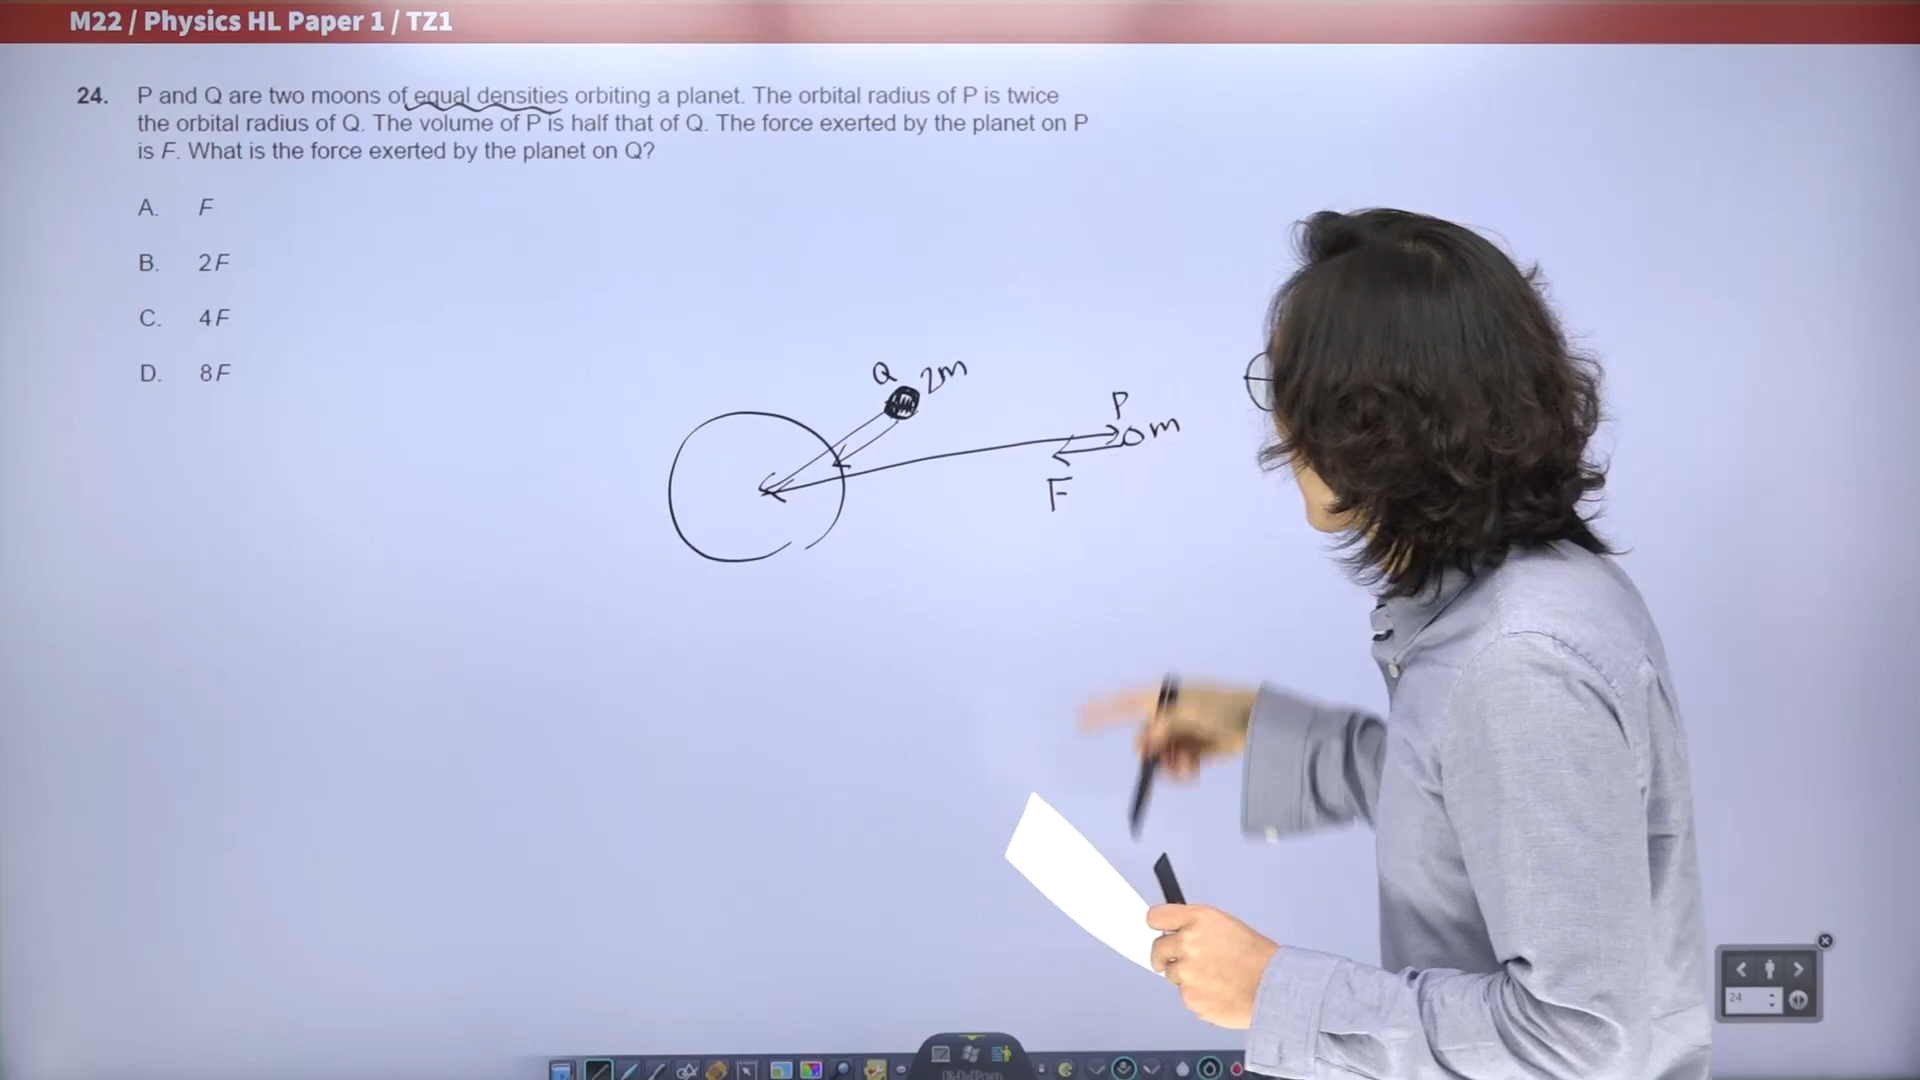 M22 / Physics HL Paper 1 / TZ1
24. P and Q are two moons of equal densities orbiting a planet. The orbital radius of P is twice
the orbital radius of Q. The volume of P is half that of Q. The force exerted by the planet on P
is F. What is the force exerted by the planet on Q?
A. F
B. 2F
C. 4F
D. 8F
Q 2m
P
m
F
24